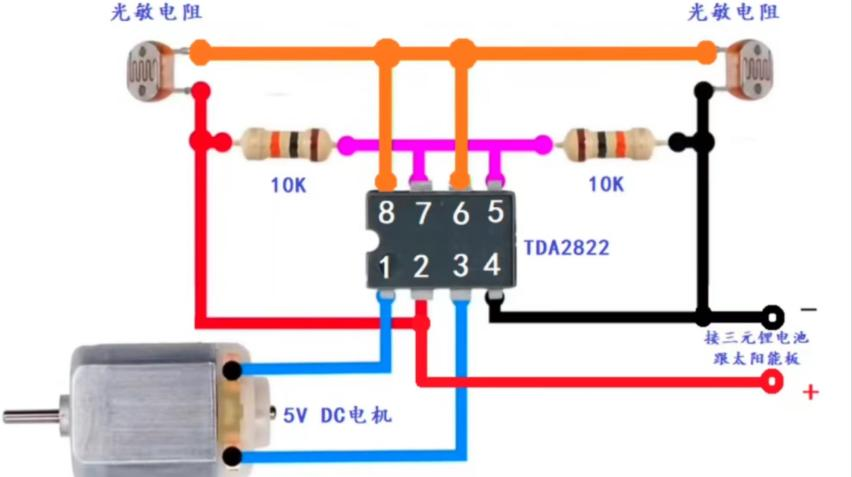 光敏电阻
光敏电阻
10K
10K
8 7 6 5
TDA2822
1 2 3 4
−
接三元锂电池
跟太阳能板
+
5V DC电机